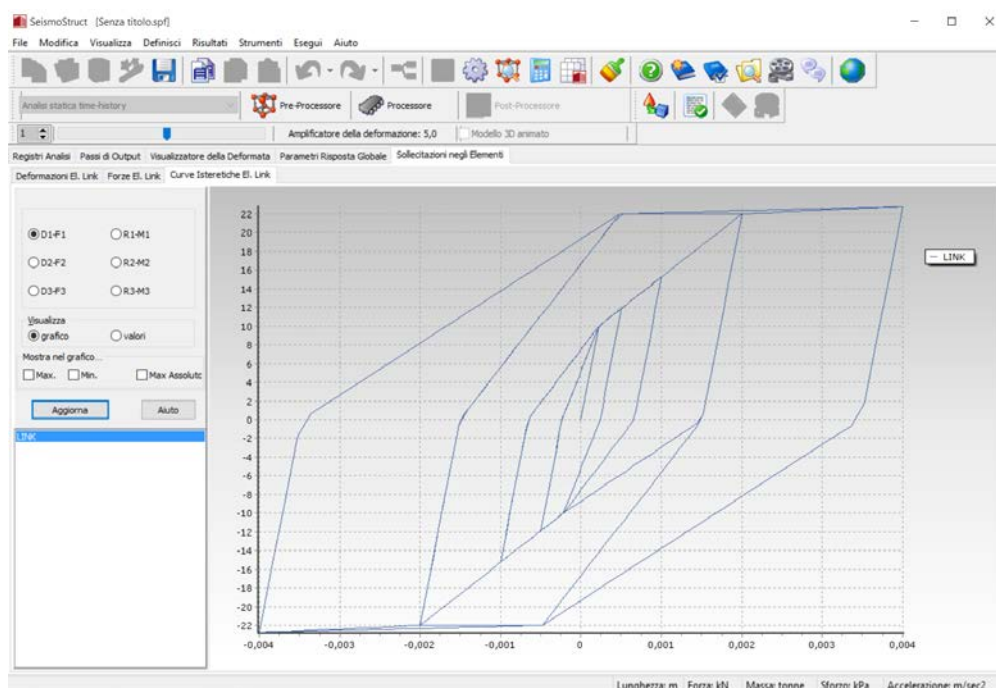 SeismoStruct [Senza titolo.spf]
File Modifica Visualizza Definisci Risultati Strumenti Esegui Aiuto
Analisi statica time-history Pre-Processore Processore Post-Processore
1 Amplificatore della deformazione: 5,0 Modello 3D animato
Registri Analisi Passi di Output Visualizzatore della Deformata Parametri Risposta Globale Sollecitazioni negli Elementi
Deformazioni El. Link Forze El. Link Curve Isteretiche El. Link
D1-F1 R1-M1
D2-F2 R2-M2
D3-F3 R3-M3
Visualizza
grafico valori
Mostra nel grafico...
Max. Min. Max Assoluto
Aggiorna Aiuto
LINK
22
20
18
16
14
12
10
8
6
4
2
0
-2
-4
-6
-8
-10
-12
-14
-16
-18
-20
-22
-0,004 -0,003 -0,002 -0,001 0 0,001 0,002 0,003 0,004
LINK
Lunghezza: m Forza: kN Massa: tonne Sforzo: kPa Accelerazione: m/sec2